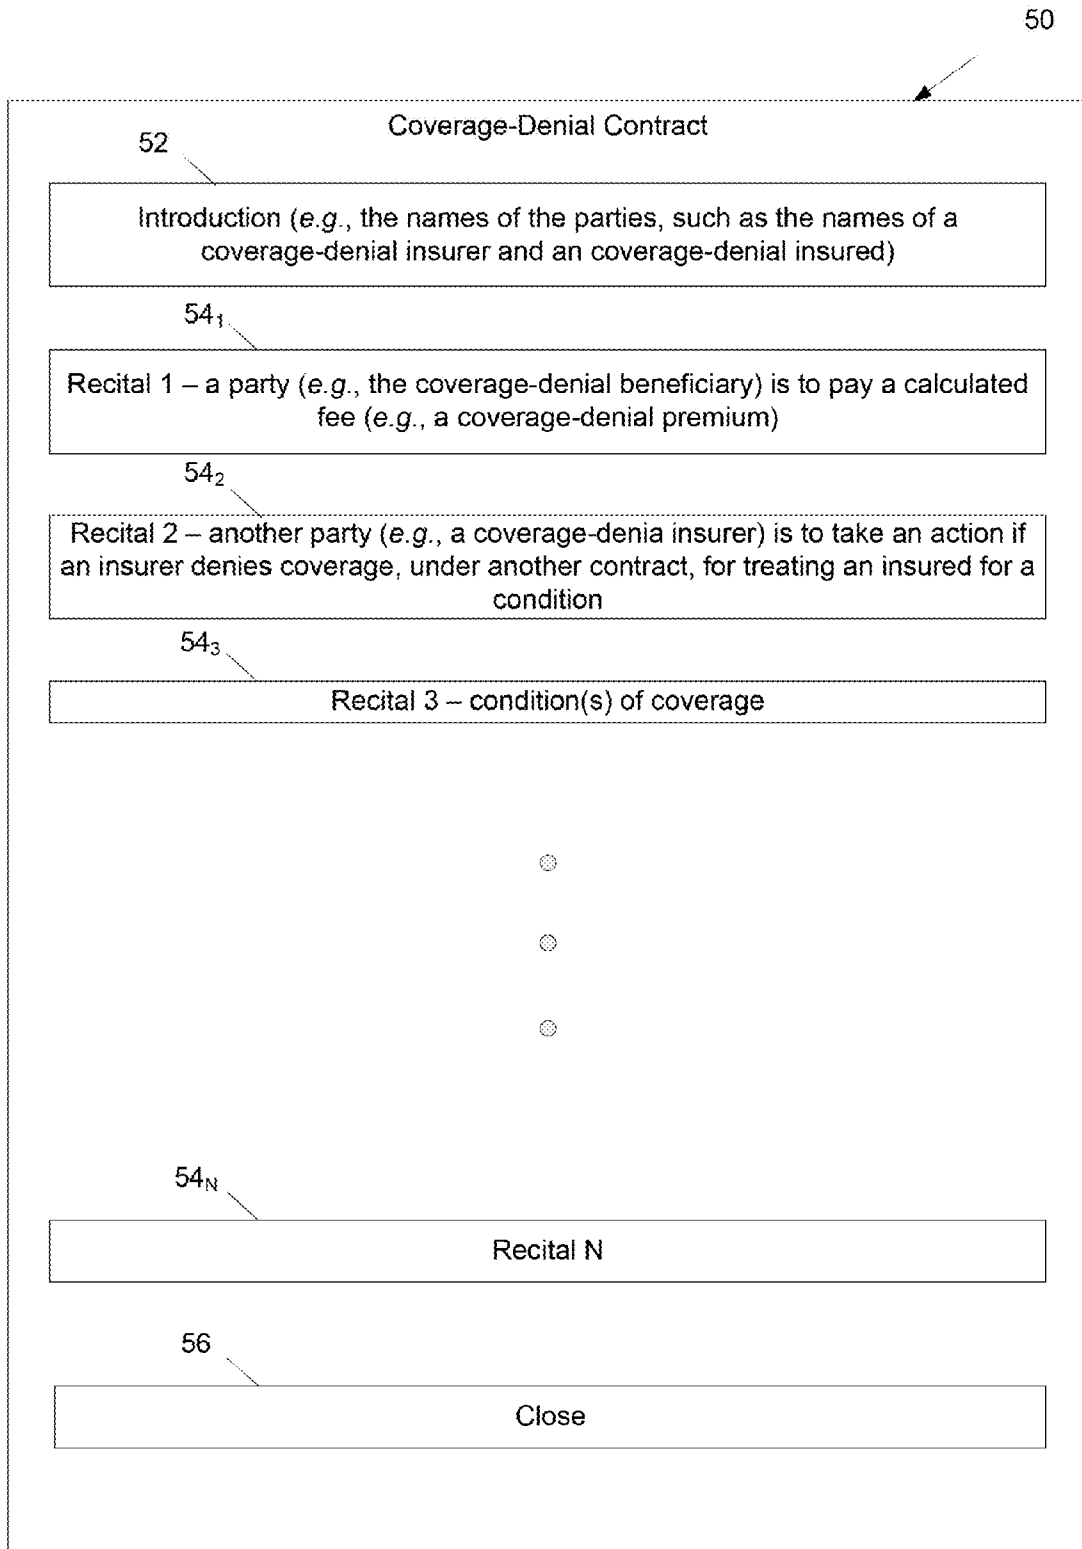 50
Coverage-Denial Contract
52
Introduction (e.g., the names of the parties, such as the names of a
coverage-denial insurer and an coverage-denial insured)
54₁
Recital 1 – a party (e.g., the coverage-denial beneficiary) is to pay a calculated
fee (e.g., a coverage-denial premium)
54₂
Recital 2 – another party (e.g., a coverage-denia insurer) is to take an action if
an insurer denies coverage, under another contract, for treating an insured for a
condition
54₃
Recital 3 – condition(s) of coverage
54_N
Recital N
56
Close